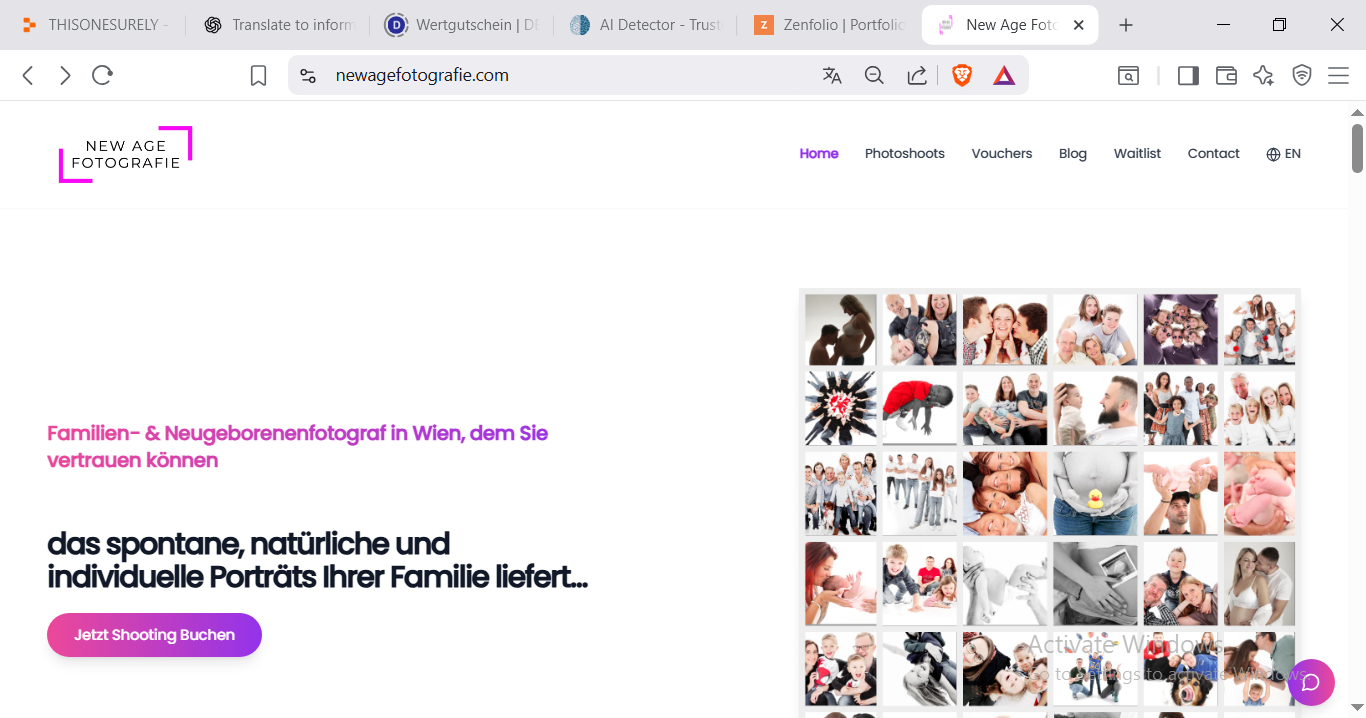 THISONESURELY -
Translate to inform
Wertgutschein | DE
AI Detector - Trust
Zenfolio | Portfolio
New Age Foto
newagefotografie.com
NEW AGE
FOTOGRAFIE
Home
Photoshoots
Vouchers
Blog
Waitlist
Contact
EN
Familien- & Neugeborenenfotograf in Wien, dem Sie
vertrauen können
das spontane, natürliche und
individuelle Porträts Ihrer Familie liefert...
Jetzt Shooting Buchen
Activate Windows
Go to Settings to activate Windows.